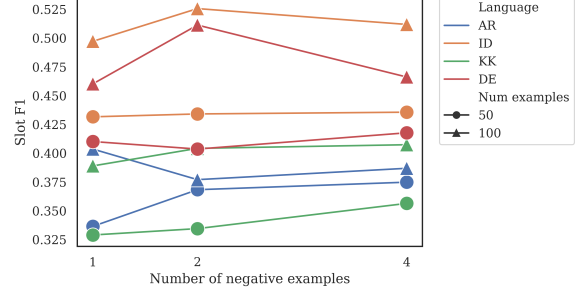 0.525
0.500
0.475
0.450
0.425
0.400
0.375
0.350
0.325
Slot F1
1 2 4
Number of negative examples
Language
AR
ID
KK
DE
Num examples
50
100